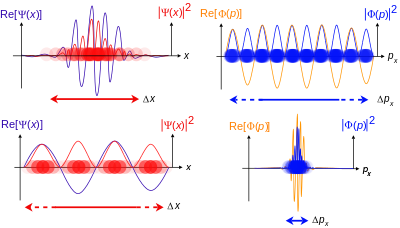 Re[Ψ(x)] |Ψ(x)|²
x
Δx
Re[Φ(p)] |Φ(p)|²
pₓ
Δpₓ
Re[Ψ(x)] |Ψ(x)|²
x
Δx
Re[Φ(p)] |Φ(p)|²
pₓ
Δpₓ